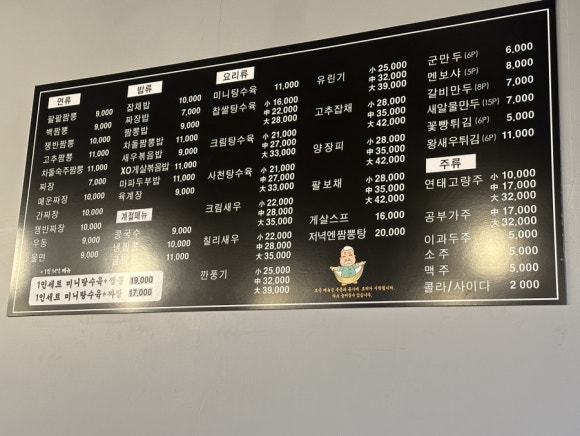 면류
팔팔짬뽕 9,000
백짬뽕 9,000
쟁반짬뽕 10,000
고추짬뽕 11,000
차돌숙주짬뽕 11,000
짜장 7,000
매운짜장 10,000
간짜장 10,000
쟁반짜장 10,000
우동 9,000
울면 9,000
1인세트 미니탕수육+짬뽕 19,000
1인세트 미니탕수육+짜장 17,000
밥류
잡채밥 10,000
짜장밥 7,000
짬뽕밥 9,000
차돌짬뽕밥 11,000
새우볶음밥 9,000
XO게살볶음밥 11,000
마파두부밥 9,000
육계장 9,000
계절메뉴
콩국수 9,000
냉짬뽕
요리류
미니탕수육 11,000
찹쌀탕수육 小 16,000
中 22,000
大 28,000
크림탕수육 小 21,000
中 27,000
大 33,000
사천탕수육 小 21,000
中 27,000
大 33,000
크림새우 小 22,000
中 28,000
大 35,000
칠리새우 小 22,000
中 28,000
大 35,000
깐풍기 小 25,000
中 32,000
大 39,000
유린기 小 25,000
中 32,000
大 39,000
고추잡채 小 28,000
中 35,000
大 42,000
양장피 小 28,000
中 35,000
大 42,000
팔보채 小 28,000
中 35,000
大 42,000
게살스프 16,000
저녁엔짬뽕탕 20,000
군만두 (6P) 6,000
멘보샤 (5P) 8,000
갈비만두 (8P) 7,000
새알물만두 (15P) 7,000
꽃빵튀김 (6P) 5,000
왕새우튀김 (6P) 11,000
주류
연태고량주 小 10,000
中 17,000
大 32,000
공부가주 中 17,000
大 32,000
이과두주 5,000
소주 5,000
맥주 5,000
콜라/사이다 2 000